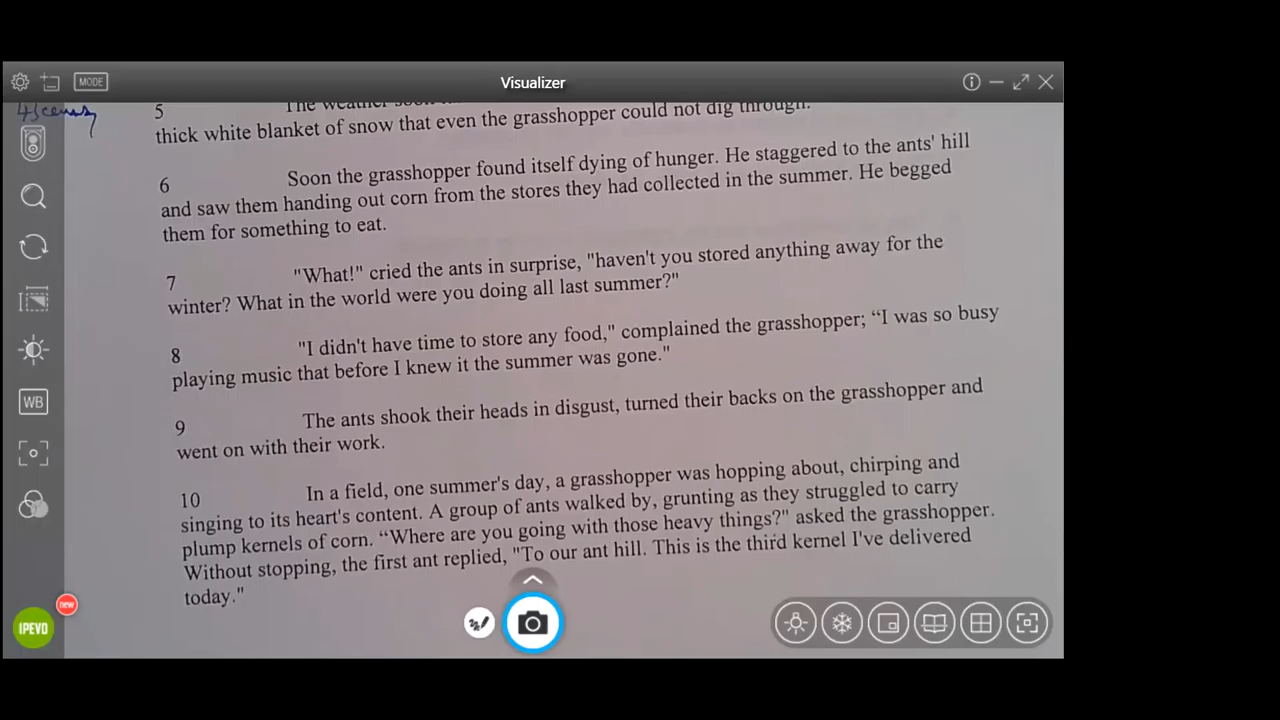 Visualizer
MODE
5 The weather soon
thick white blanket of snow that even the grasshopper could not dig through.
6 Soon the grasshopper found itself dying of hunger. He staggered to the ants' hill
and saw them handing out corn from the stores they had collected in the summer. He begged
them for something to eat.
7 "What!" cried the ants in surprise, "haven't you stored anything away for the
winter? What in the world were you doing all last summer?"
8 "I didn't have time to store any food," complained the grasshopper; “I was so busy
playing music that before I knew it the summer was gone."
9 The ants shook their heads in disgust, turned their backs on the grasshopper and
went on with their work.
10 In a field, one summer's day, a grasshopper was hopping about, chirping and
singing to its heart's content. A group of ants walked by, grunting as they struggled to carry
plump kernels of corn. “Where are you going with those heavy things?" asked the grasshopper.
Without stopping, the first ant replied, "To our ant hill. This is the third kernel I've delivered
today."
WB
new
IPEVO